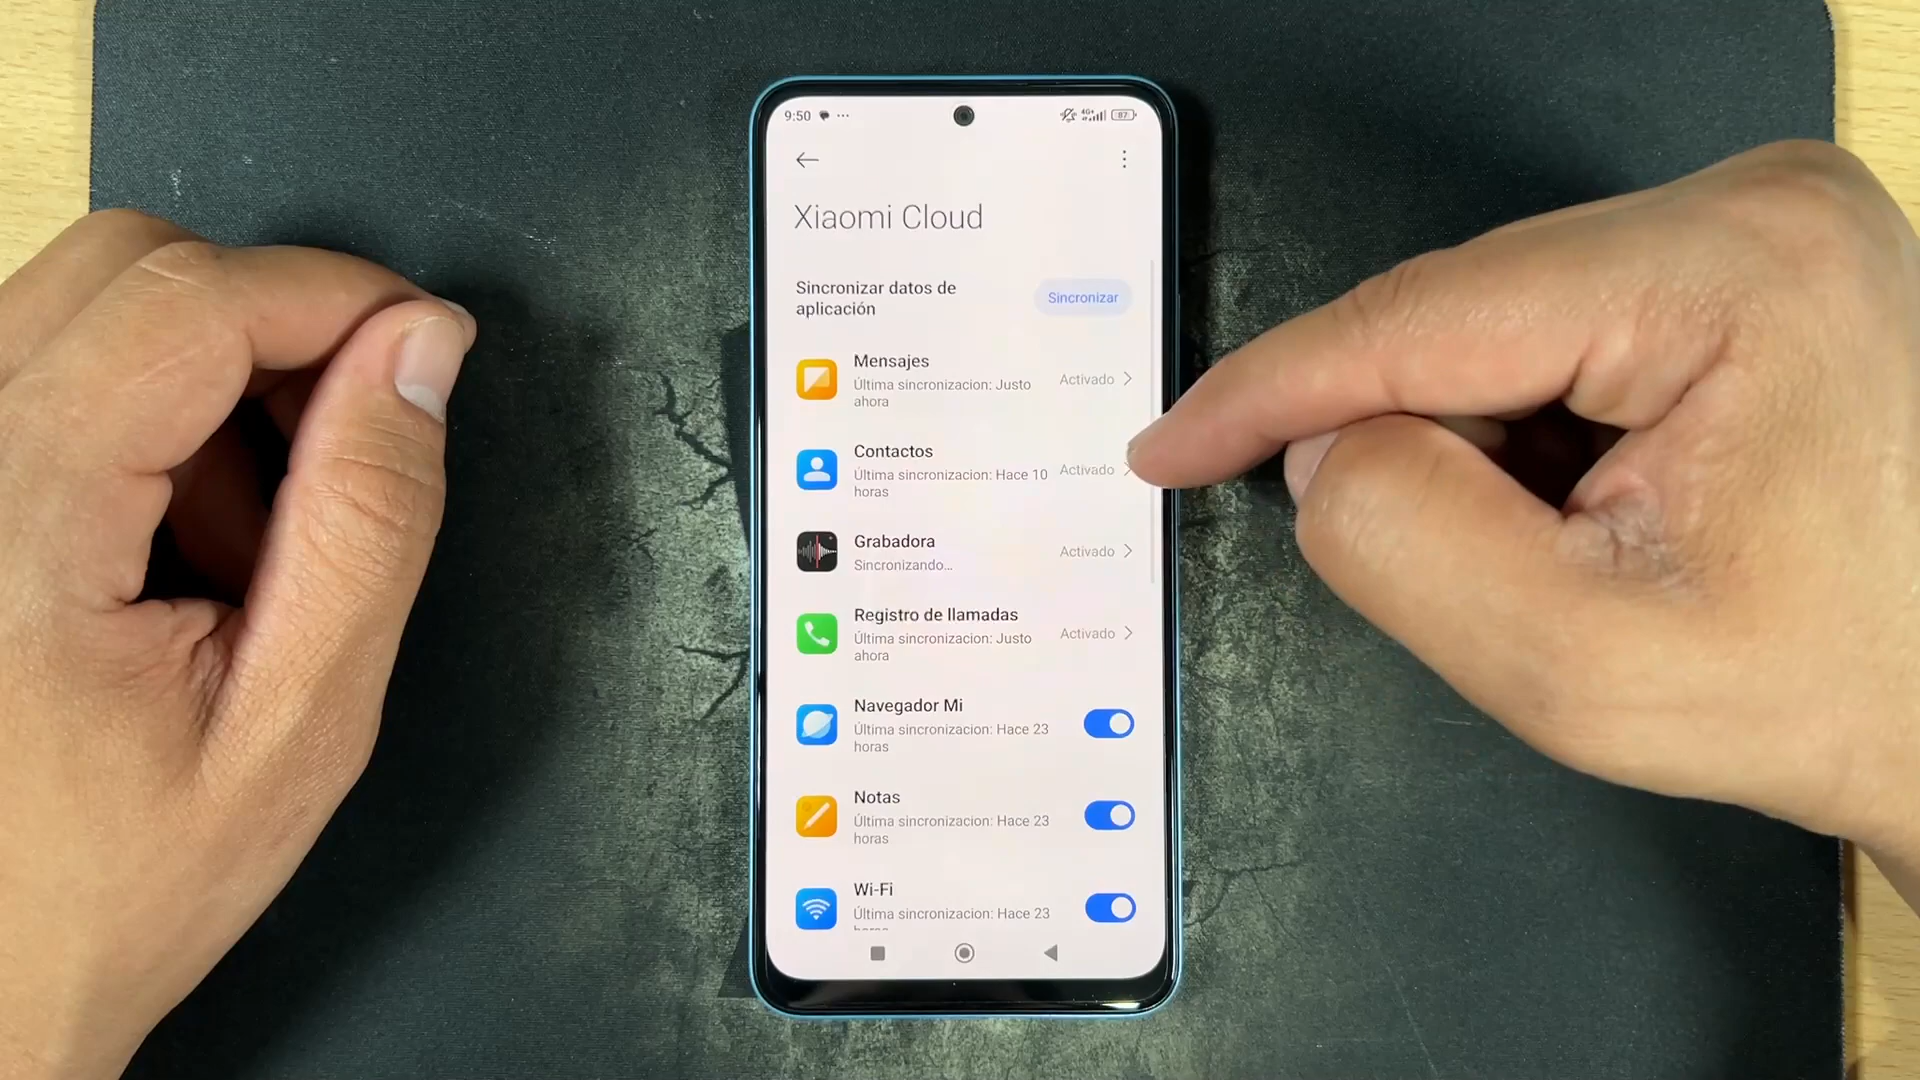 9:50
4G+
87
Xiaomi Cloud
Sincronizar datos de
aplicación
Sincronizar
Mensajes
Última sincronizacion: Justo
ahora
Activado
Contactos
Última sincronizacion: Hace 10
horas
Activado
Grabadora
Sincronizando...
Activado
Registro de llamadas
Última sincronizacion: Justo
ahora
Activado
Navegador Mi
Última sincronizacion: Hace 23
horas
Notas
Última sincronizacion: Hace 23
horas
Wi-Fi
Última sincronizacion: Hace 23